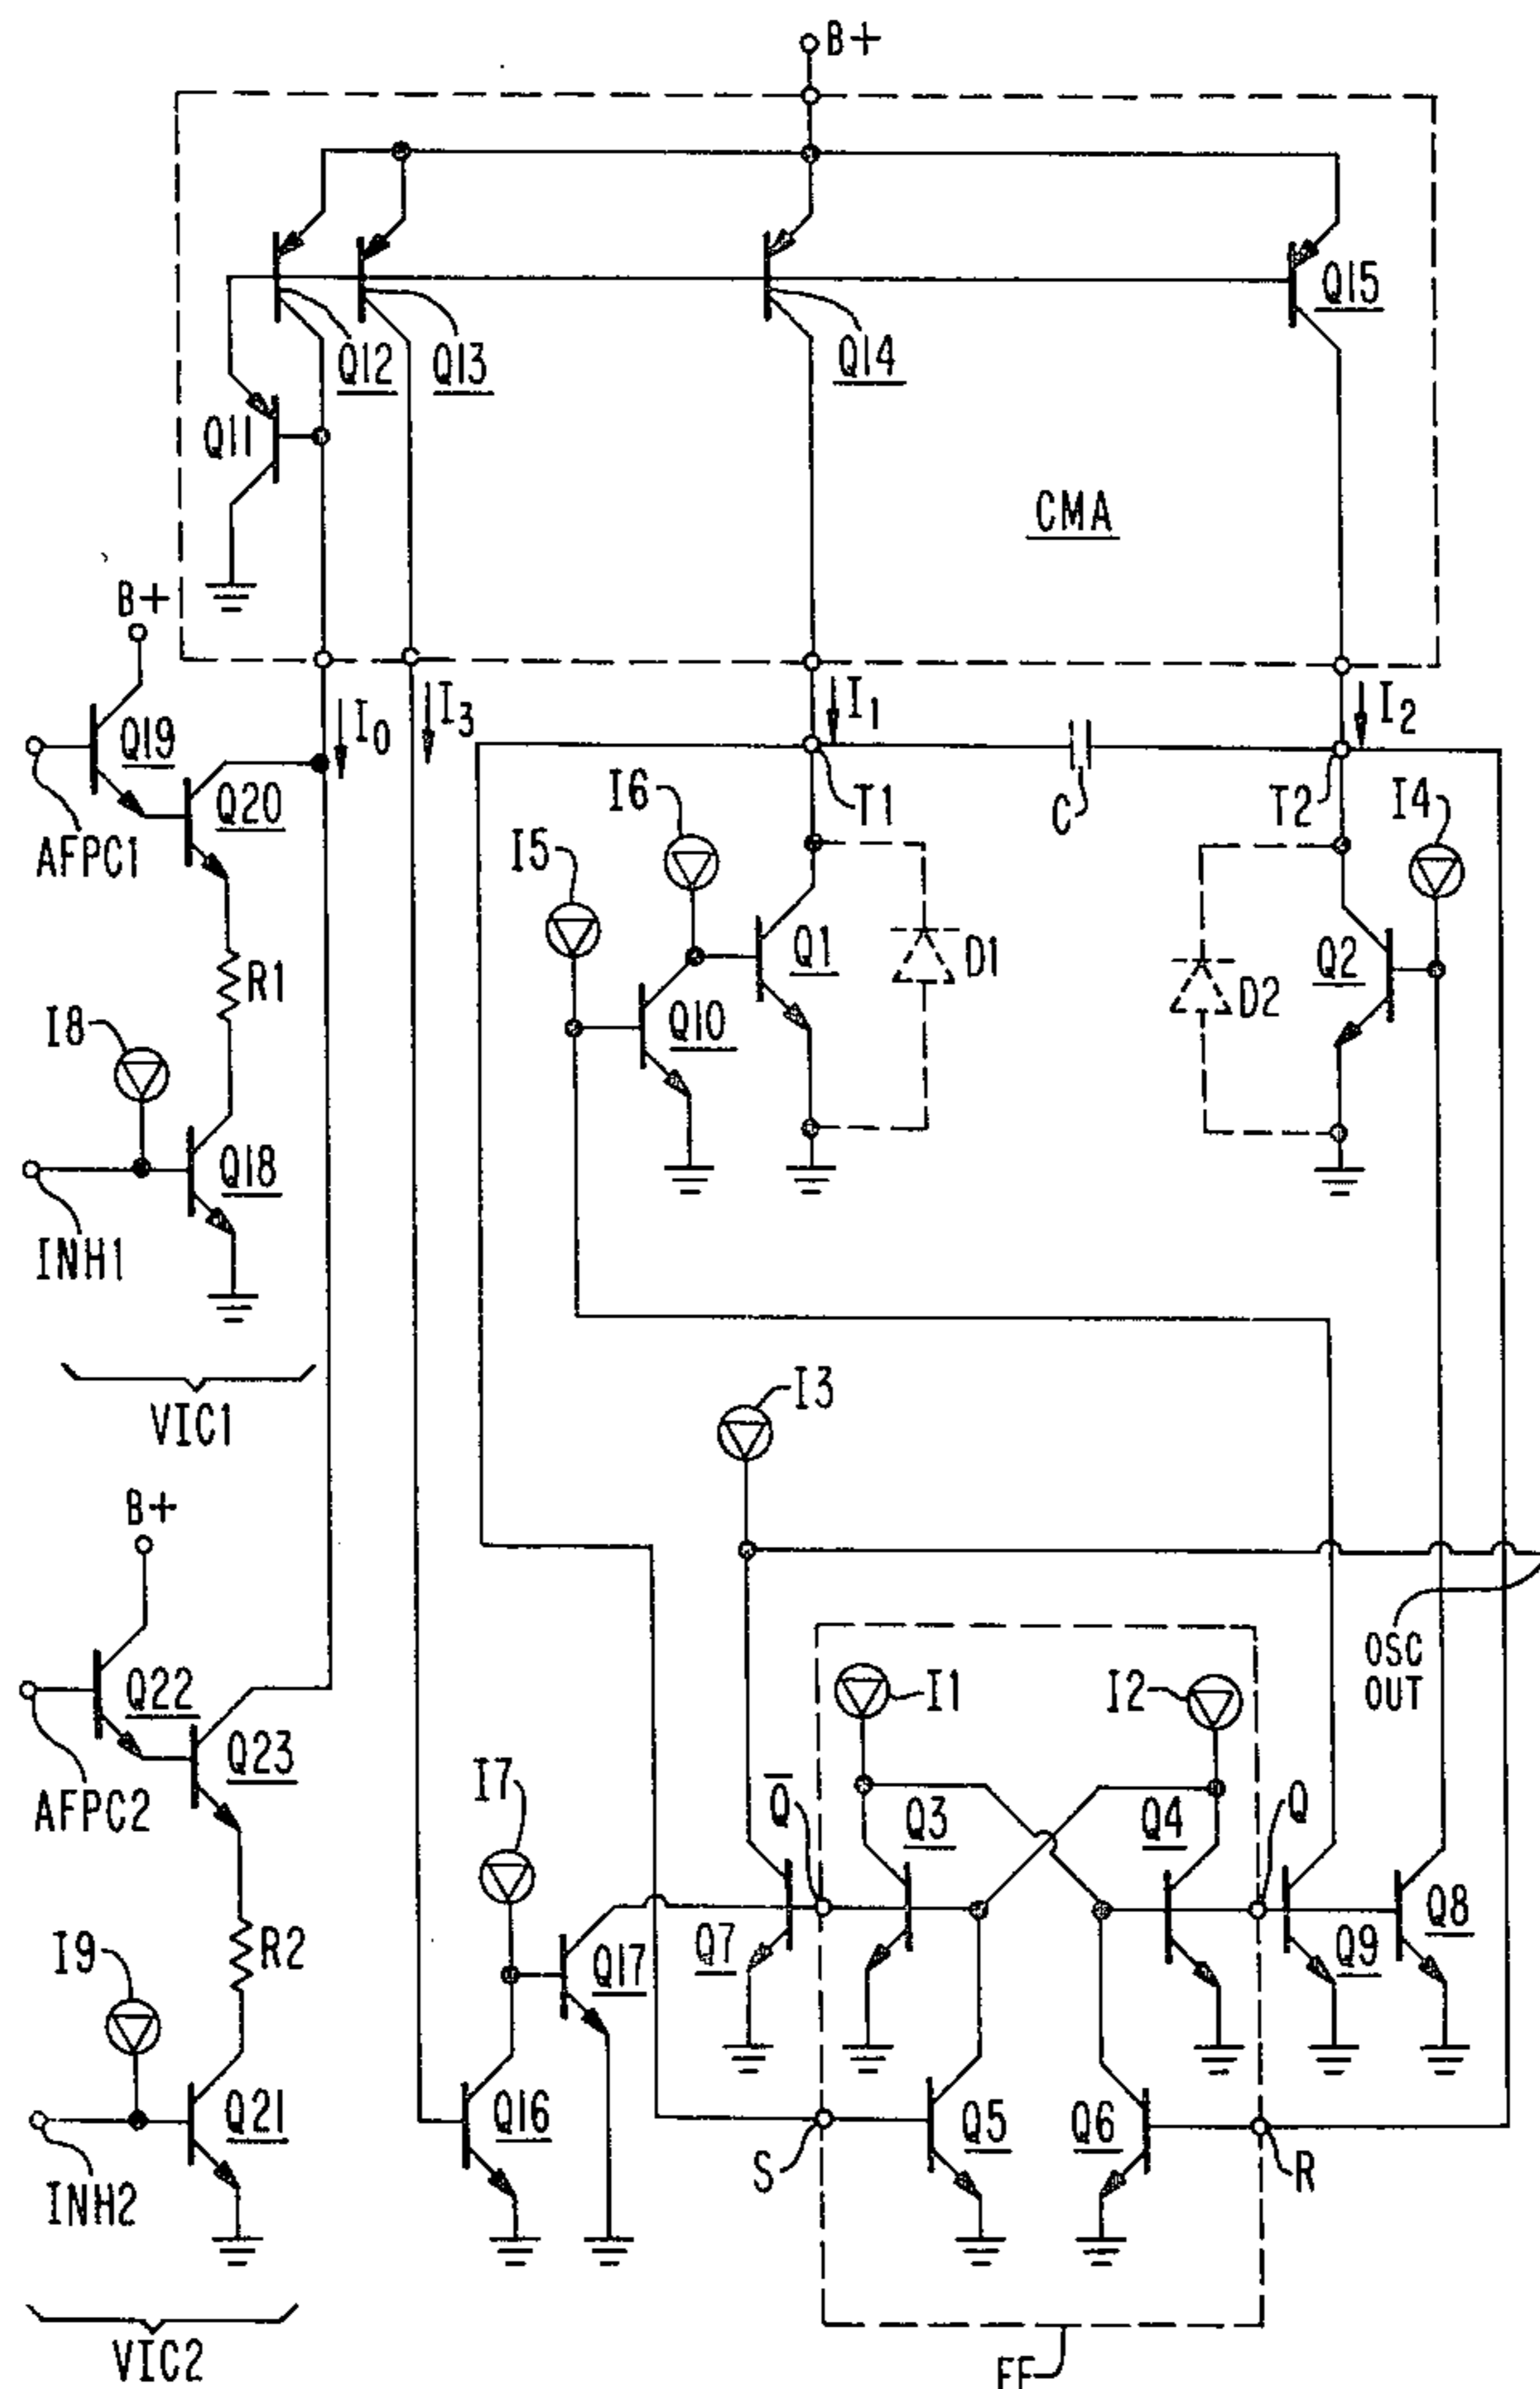 B+
Q15
Q12
Q13
Q14
Q11
CMA
B+
I0
I3
I1
I2
Q19
Q20
AFPC1
I6
T1
C
T2
I4
I5
Q1
D1
Q2
D2
R1
Q10
I8
Q18
INH1
VIC1
I3
B+
OSC
OUT
Q22
I1
I2
Q23
AFPC2
I7
Q̅
Q3
Q4
Q
Q8
Q7
Q9
Q17
R2
I9
Q16
Q5
Q6
Q21
S
R
INH2
VIC2
FF